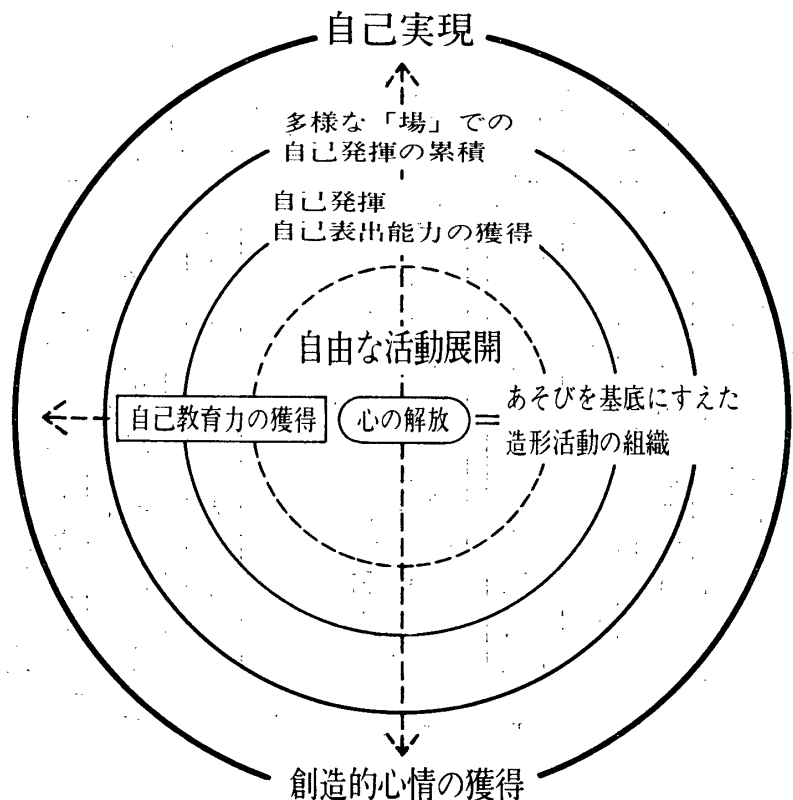 自己実現
多様な「場」での
自己発揮の累積
自己発揮
自己表出能力の獲得
自由な活動展開
自己教育力の獲得
心の解放
=
あそびを基底にすえた
造形活動の組織
創造的心情の獲得